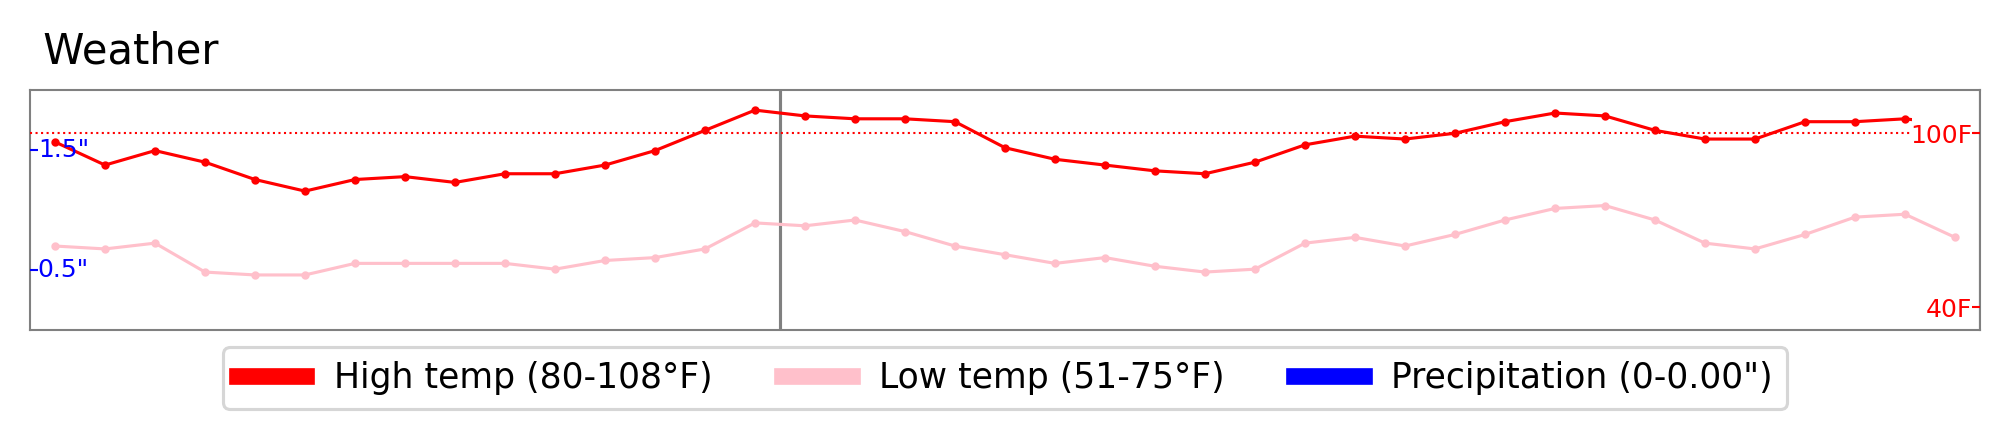 Weather
1.5"
100F
0.5"
40F
High temp (80-108°F) Low temp (51-75°F) Precipitation (0-0.00")